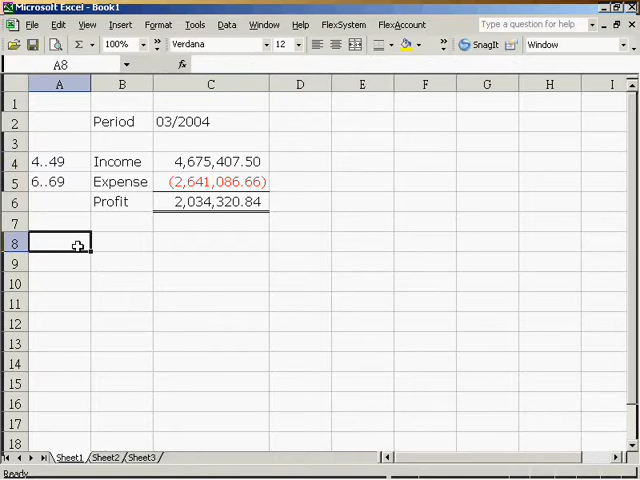 Microsoft Excel - Book1
File Edit View Insert Format Tools Data Window Help FlexSystem FlexAccount Type a question for help
Σ 100% Verdana 12 B SnagIt Window
A8 fx
A B C D E F G H I
1
2 Period 03/2004
3
4 4..49 Income 4,675,407.50
5 6..69 Expense (2,641,086.66)
6 Profit 2,034,320.84
7
8
9
10
11
12
13
14
15
16
17
18
Sheet1 Sheet2 Sheet3
Ready